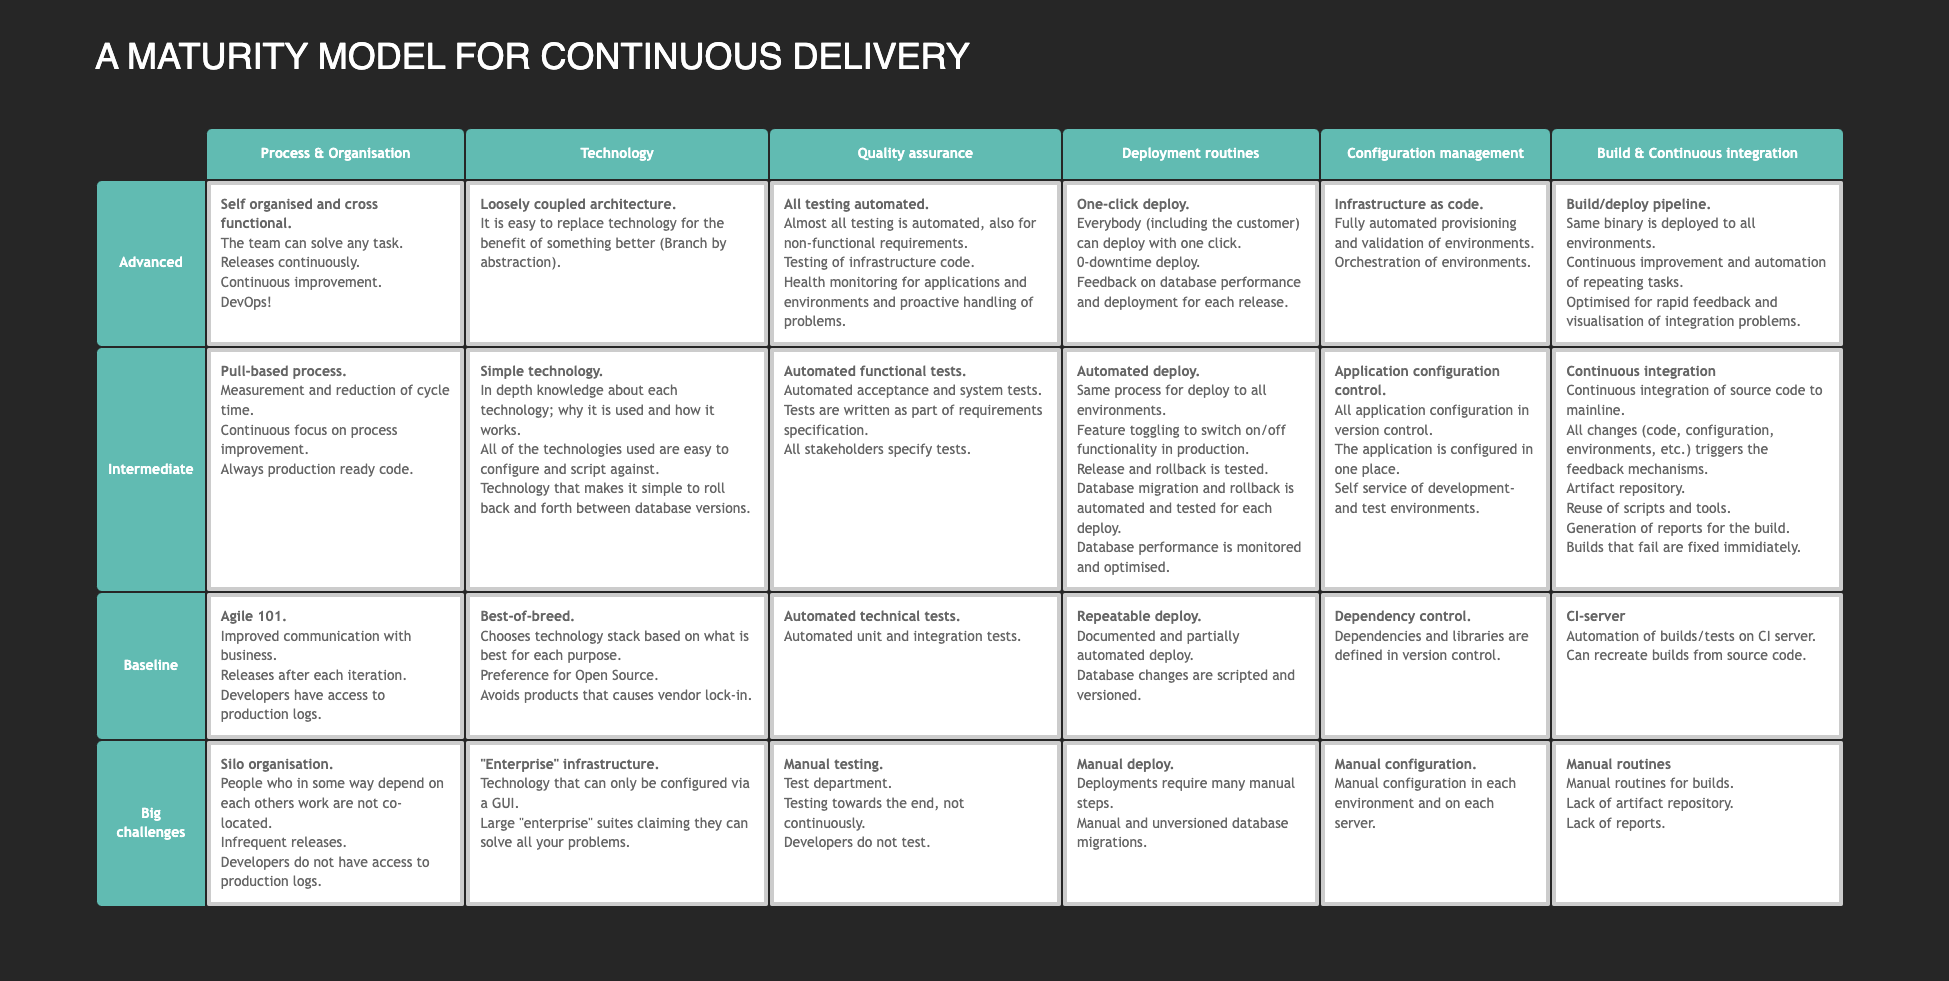 A MATURITY MODEL FOR CONTINUOUS DELIVERY
Process & Organisation
Technology
Quality assurance
Deployment routines
Configuration management
Build & Continuous integration
Advanced
Self organised and cross
functional.
The team can solve any task.
Releases continuously.
Continuous improvement.
DevOps!
Loosely coupled architecture.
It is easy to replace technology for the
benefit of something better (Branch by
abstraction).
All testing automated.
Almost all testing is automated, also for
non-functional requirements.
Testing of infrastructure code.
Health monitoring for applications and
environments and proactive handling of
problems.
One-click deploy.
Everybody (including the customer)
can deploy with one click.
0-downtime deploy.
Feedback on database performance
and deployment for each release.
Infrastructure as code.
Fully automated provisioning
and validation of environments.
Orchestration of environments.
Build/deploy pipeline.
Same binary is deployed to all
environments.
Continuous improvement and automation
of repeating tasks.
Optimised for rapid feedback and
visualisation of integration problems.
Intermediate
Pull-based process.
Measurement and reduction of cycle
time.
Continuous focus on process
improvement.
Always production ready code.
Simple technology.
In depth knowledge about each
technology; why it is used and how it
works.
All of the technologies used are easy to
configure and script against.
Technology that makes it simple to roll
back and forth between database versions.
Automated functional tests.
Automated acceptance and system tests.
Tests are written as part of requirements
specification.
All stakeholders specify tests.
Automated deploy.
Same process for deploy to all
environments.
Feature toggling to switch on/off
functionality in production.
Release and rollback is tested.
Database migration and rollback is
automated and tested for each
deploy.
Database performance is monitored
and optimised.
Application configuration
control.
All application configuration in
version control.
The application is configured in
one place.
Self service of development-
and test environments.
Continuous integration
Continuous integration of source code to
mainline.
All changes (code, configuration,
environments, etc.) triggers the
feedback mechanisms.
Artifact repository.
Reuse of scripts and tools.
Generation of reports for the build.
Builds that fail are fixed immidiately.
Baseline
Agile 101.
Improved communication with
business.
Releases after each iteration.
Developers have access to
production logs.
Best-of-breed.
Chooses technology stack based on what is
best for each purpose.
Preference for Open Source.
Avoids products that causes vendor lock-in.
Automated technical tests.
Automated unit and integration tests.
Repeatable deploy.
Documented and partially
automated deploy.
Database changes are scripted and
versioned.
Dependency control.
Dependencies and libraries are
defined in version control.
CI-server
Automation of builds/tests on CI server.
Can recreate builds from source code.
Big
challenges
Silo organisation.
People who in some way depend on
each others work are not co-
located.
Infrequent releases.
Developers do not have access to
production logs.
"Enterprise" infrastructure.
Technology that can only be configured via
a GUI.
Large "enterprise" suites claiming they can
solve all your problems.
Manual testing.
Test department.
Testing towards the end, not
continuously.
Developers do not test.
Manual deploy.
Deployments require many manual
steps.
Manual and unversioned database
migrations.
Manual configuration.
Manual configuration in each
environment and on each
server.
Manual routines
Manual routines for builds.
Lack of artifact repository.
Lack of reports.